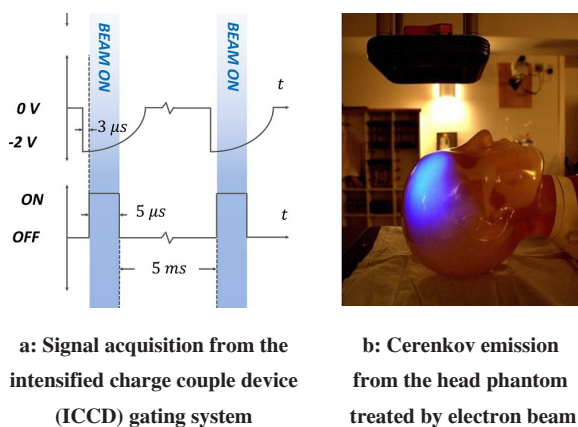 BEAM ON
BEAM ON
t
0 V
-2 V
3 μs
ON
OFF
5 μs
t
5 ms
a: Signal acquisition from the
intensified charge couple device
(ICCD) gating system
b: Cerenkov emission
from the head phantom
treated by electron beam